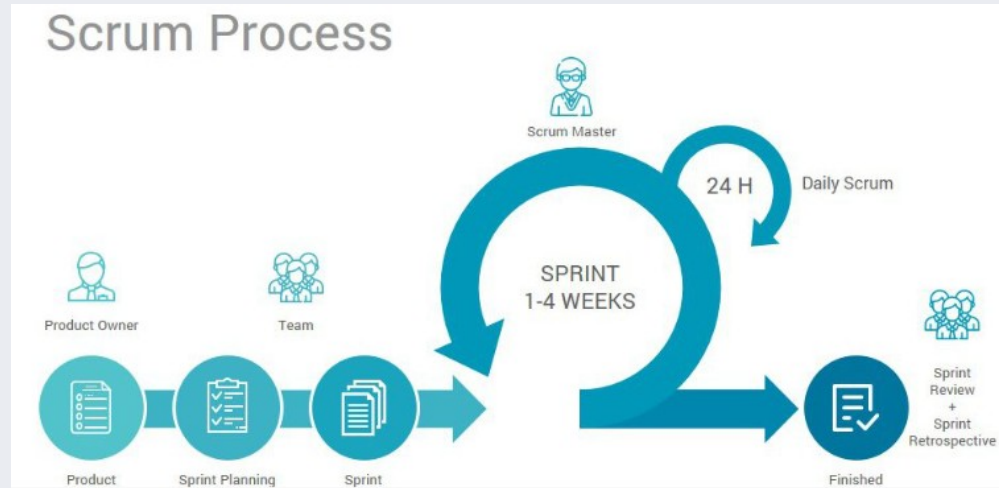 Scrum Process
Scrum Master
24 H
Daily Scrum
SPRINT
1-4 WEEKS
Product Owner
Team
Sprint
Review
+
Sprint
Retrospective
Product
Sprint Planning
Sprint
Finished